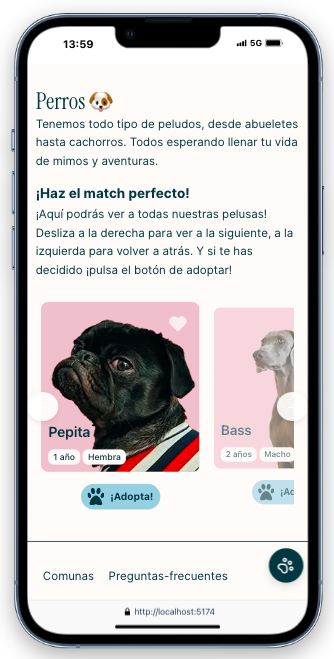 13:59
5G
Perros
Tenemos todo tipo de peludos, desde abueletes
hasta cachorros. Todos esperando llenar tu vida
de mimos y aventuras.
¡Haz el match perfecto!
¡Aquí podrás ver a todas nuestras pelusas!
Desliza a la derecha para ver a la siguiente, a la
izquierda para volver a atrás. Y si te has
decidido ¡pulsa el botón de adoptar!
Pepita
1 año Hembra
¡Adopta!
Bass
2 años Macho
¡Ac
Comunas Preguntas-frecuentes
http://localhost:5174